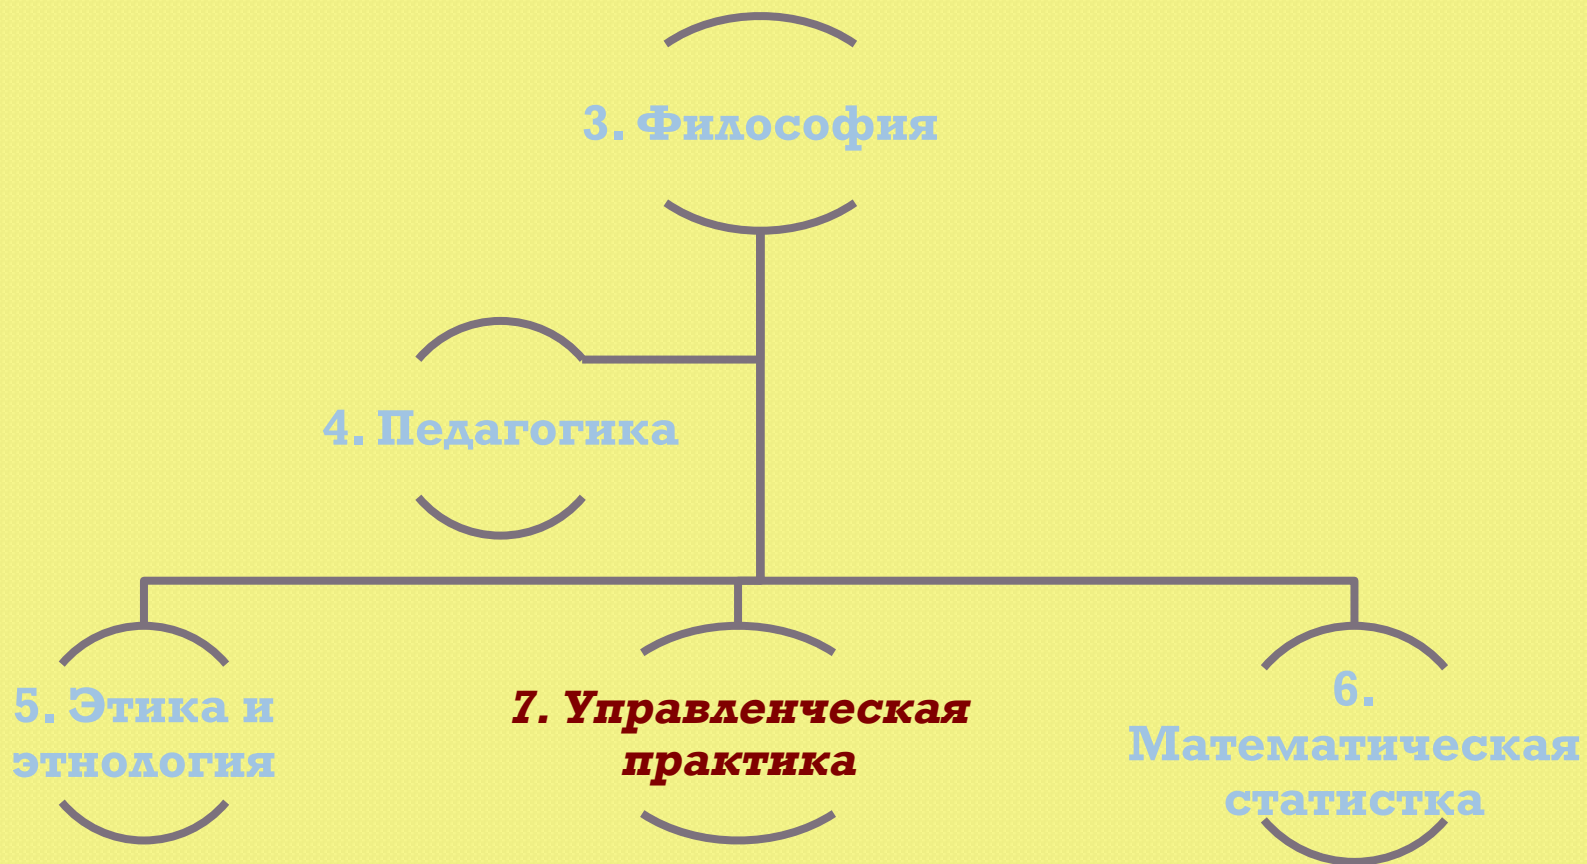 3. Философия
4. Педагогика
5. Этика и
этнология
7. Управленческая
практика
6.
Математическая
статистка